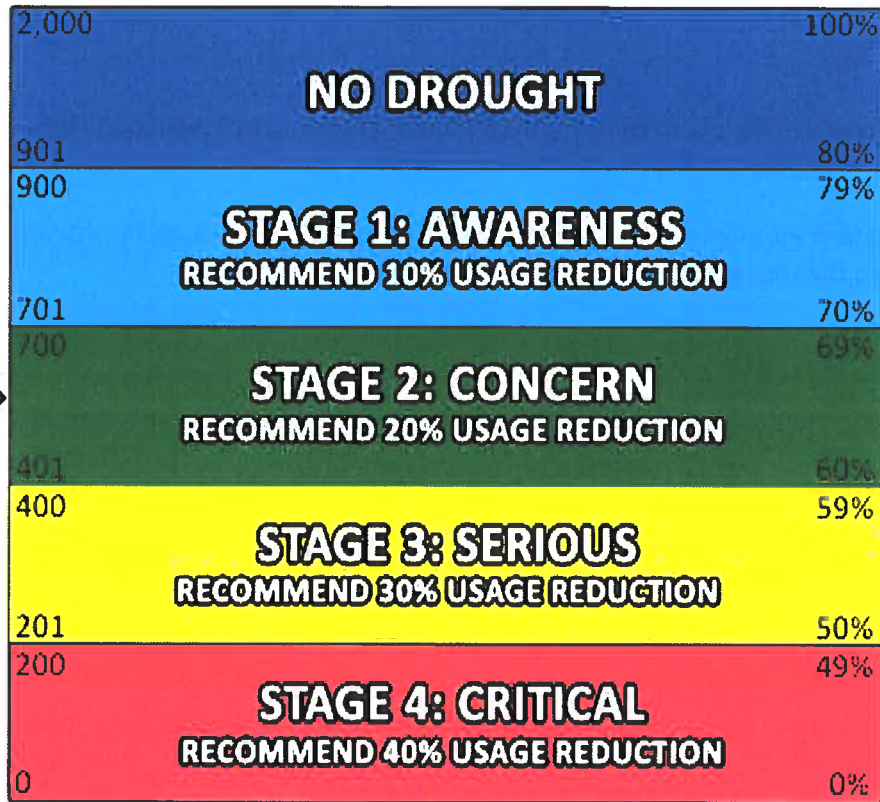 2,000 100%
NO DROUGHT
901 80%
900 79%
STAGE 1: AWARENESS
RECOMMEND 10% USAGE REDUCTION
701 70%
700 69%
STAGE 2: CONCERN
RECOMMEND 20% USAGE REDUCTION
401 60%
400 59%
STAGE 3: SERIOUS
RECOMMEND 30% USAGE REDUCTION
201 50%
200 49%
STAGE 4: CRITICAL
RECOMMEND 40% USAGE REDUCTION
0 0%